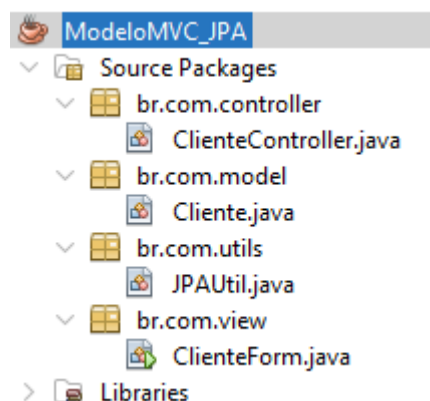 ModeloMVC_JPA
Source Packages
br.com.controller
ClienteController.java
br.com.model
Cliente.java
br.com.utils
JPAUtil.java
br.com.view
ClienteForm.java
Libraries